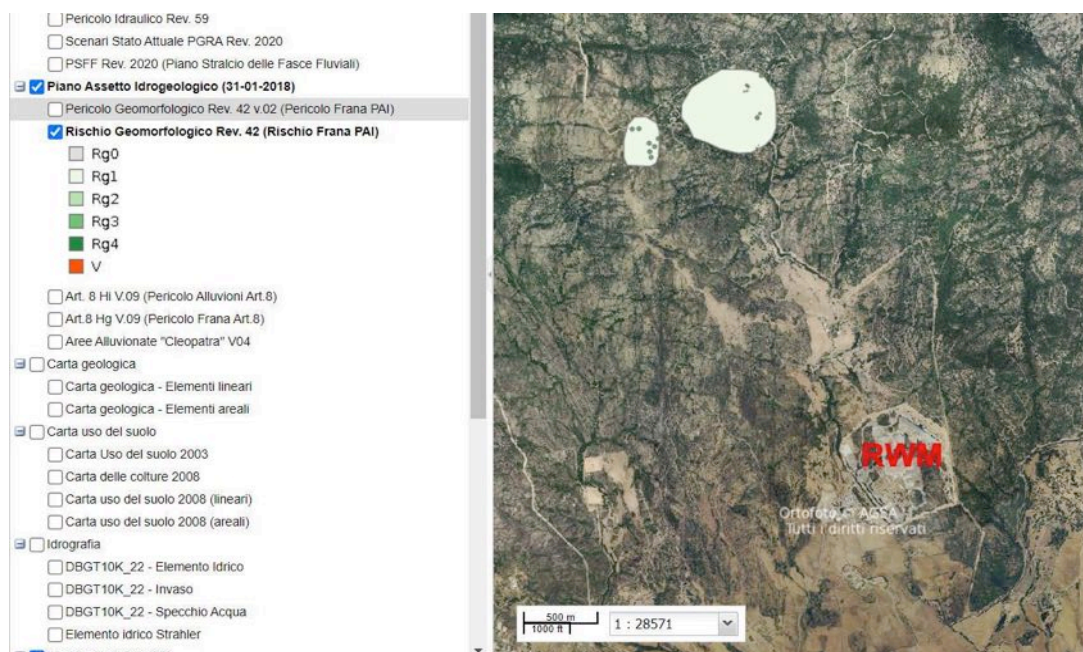 Pericolo Idraulico Rev. 59
Scenari Stato Attuale PGRA Rev. 2020
PSFF Rev. 2020 (Piano Stralcio delle Fasce Fluviali)
Piano Assetto Idrogeologico (31-01-2018)
Pericolo Geomorfologico Rev. 42 v.02 (Pericolo Frana PAI)
Rischio Geomorfologico Rev. 42 (Rischio Frana PAI)
Rg0
Rg1
Rg2
Rg3
Rg4
V
Art. 8 Hi V.09 (Pericolo Alluvioni Art.8)
Art.8 Hg V.09 (Pericolo Frana Art.8)
Aree Alluvionate "Cleopatra" V04
Carta geologica
Carta geologica - Elementi lineari
Carta geologica - Elementi areali
Carta uso del suolo
Carta Uso del suolo 2003
Carta delle colture 2008
Carta uso del suolo 2008 (lineari)
Carta uso del suolo 2008 (areali)
Idrografia
DBGT10K_22 - Elemento Idrico
DBGT10K_22 - Invaso
DBGT10K_22 - Specchio Acqua
Elemento idrico Strahler
RWM
Ortofoto, © AGEA
Tutti i diritti riservati
500 m
1000 ft
1 : 28571